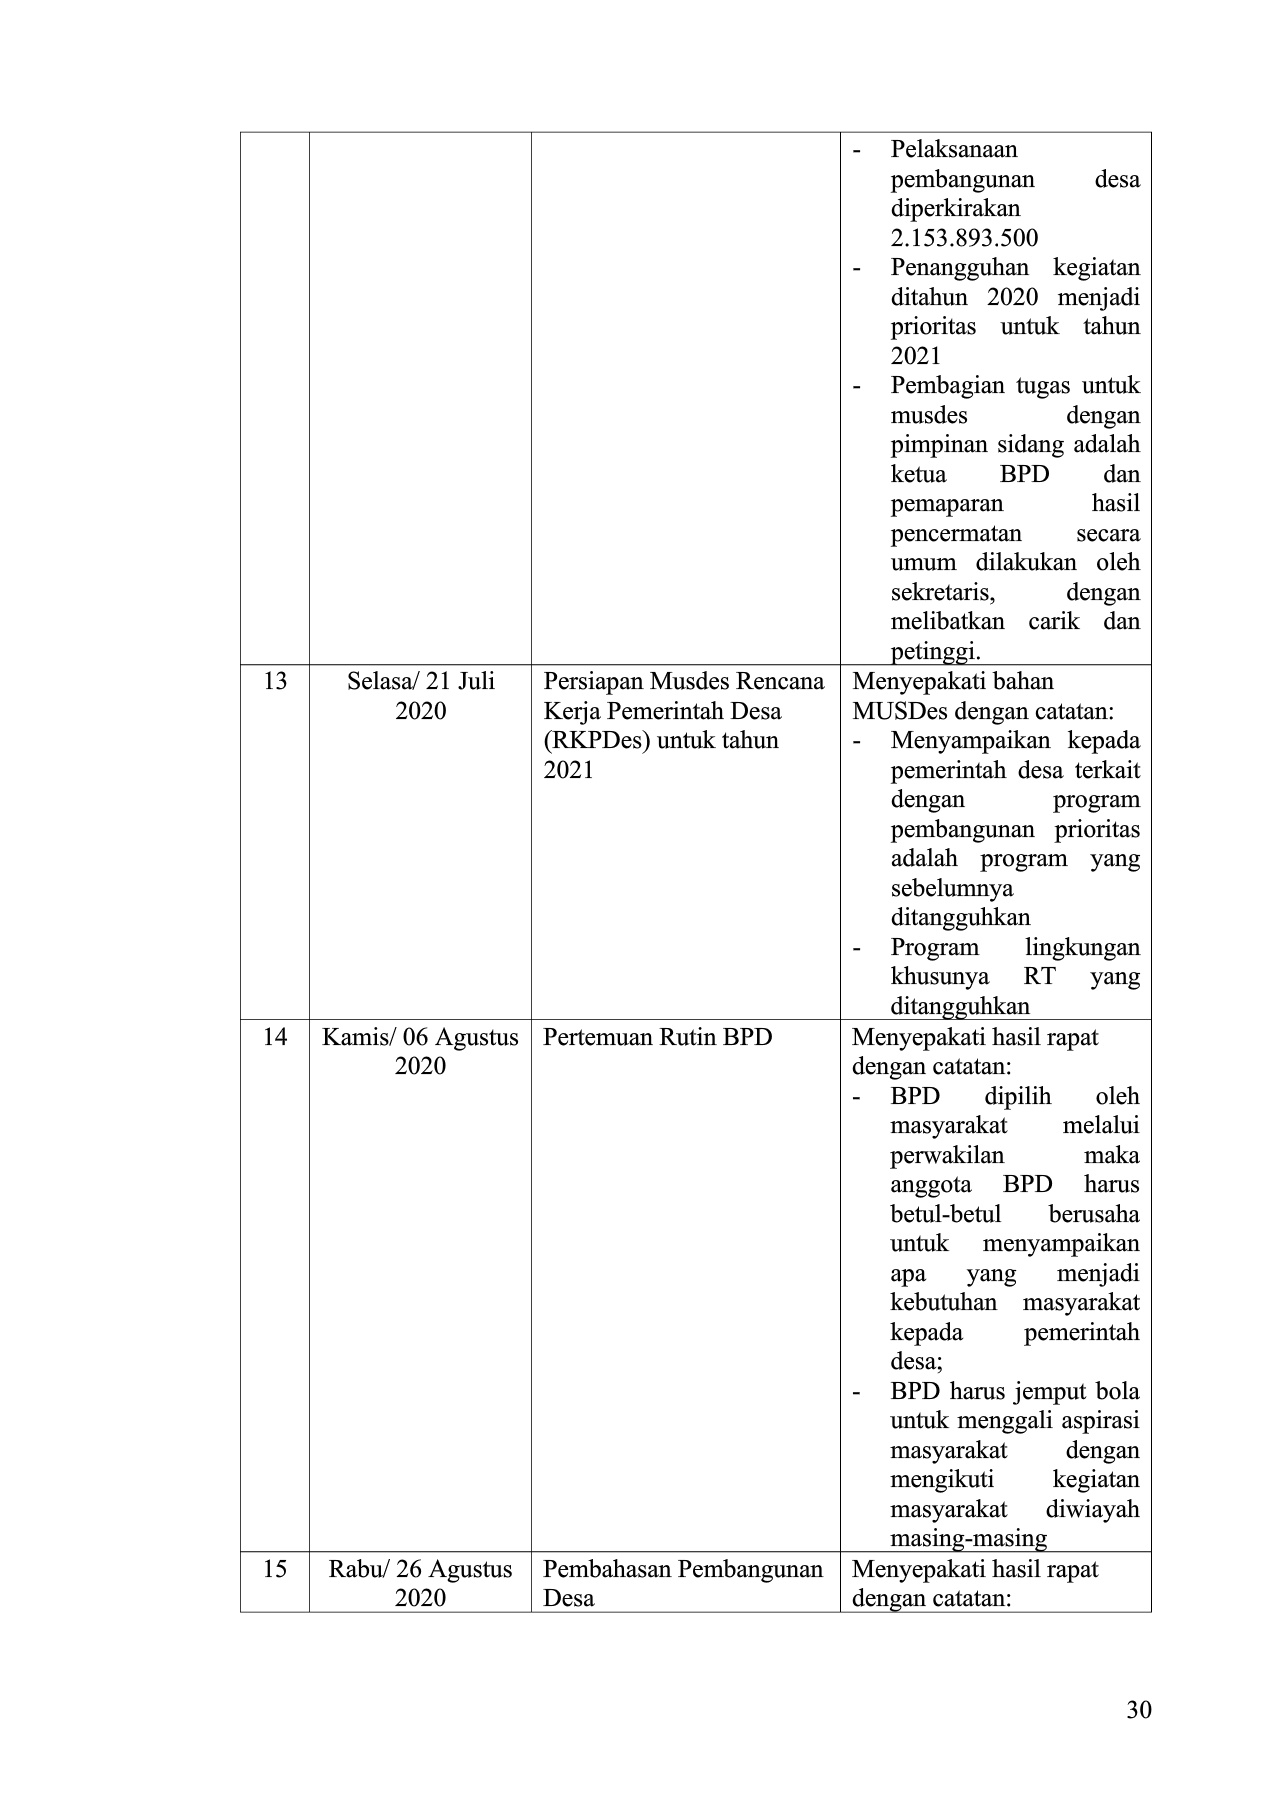 - Pelaksanaan
pembangunan desa
diperkirakan
2.153.893.500
- Penangguhan kegiatan
ditahun 2020 menjadi
prioritas untuk tahun
2021
- Pembagian tugas untuk
musdes dengan
pimpinan sidang adalah
ketua BPD dan
pemaparan hasil
pencermatan secara
umum dilakukan oleh
sekretaris, dengan
melibatkan carik dan
petinggi.
13 Selasa/ 21 Juli Persiapan Musdes Rencana Menyepakati bahan
2020 Kerja Pemerintah Desa MUSDes dengan catatan:
(RKPDes) untuk tahun - Menyampaikan kepada
2021 pemerintah desa terkait
dengan program
pembangunan prioritas
adalah program yang
sebelumnya
ditangguhkan
- Program lingkungan
khusunya RT yang
ditangguhkan
14 Kamis/ 06 Agustus Pertemuan Rutin BPD Menyepakati hasil rapat
2020 dengan catatan:
- BPD dipilih oleh
masyarakat melalui
perwakilan maka
anggota BPD harus
betul-betul berusaha
untuk menyampaikan
apa yang menjadi
kebutuhan masyarakat
kepada pemerintah
desa;
- BPD harus jemput bola
untuk menggali aspirasi
masyarakat dengan
mengikuti kegiatan
masyarakat diwiayah
masing-masing
15 Rabu/ 26 Agustus Pembahasan Pembangunan Menyepakati hasil rapat
2020 Desa dengan catatan:
30